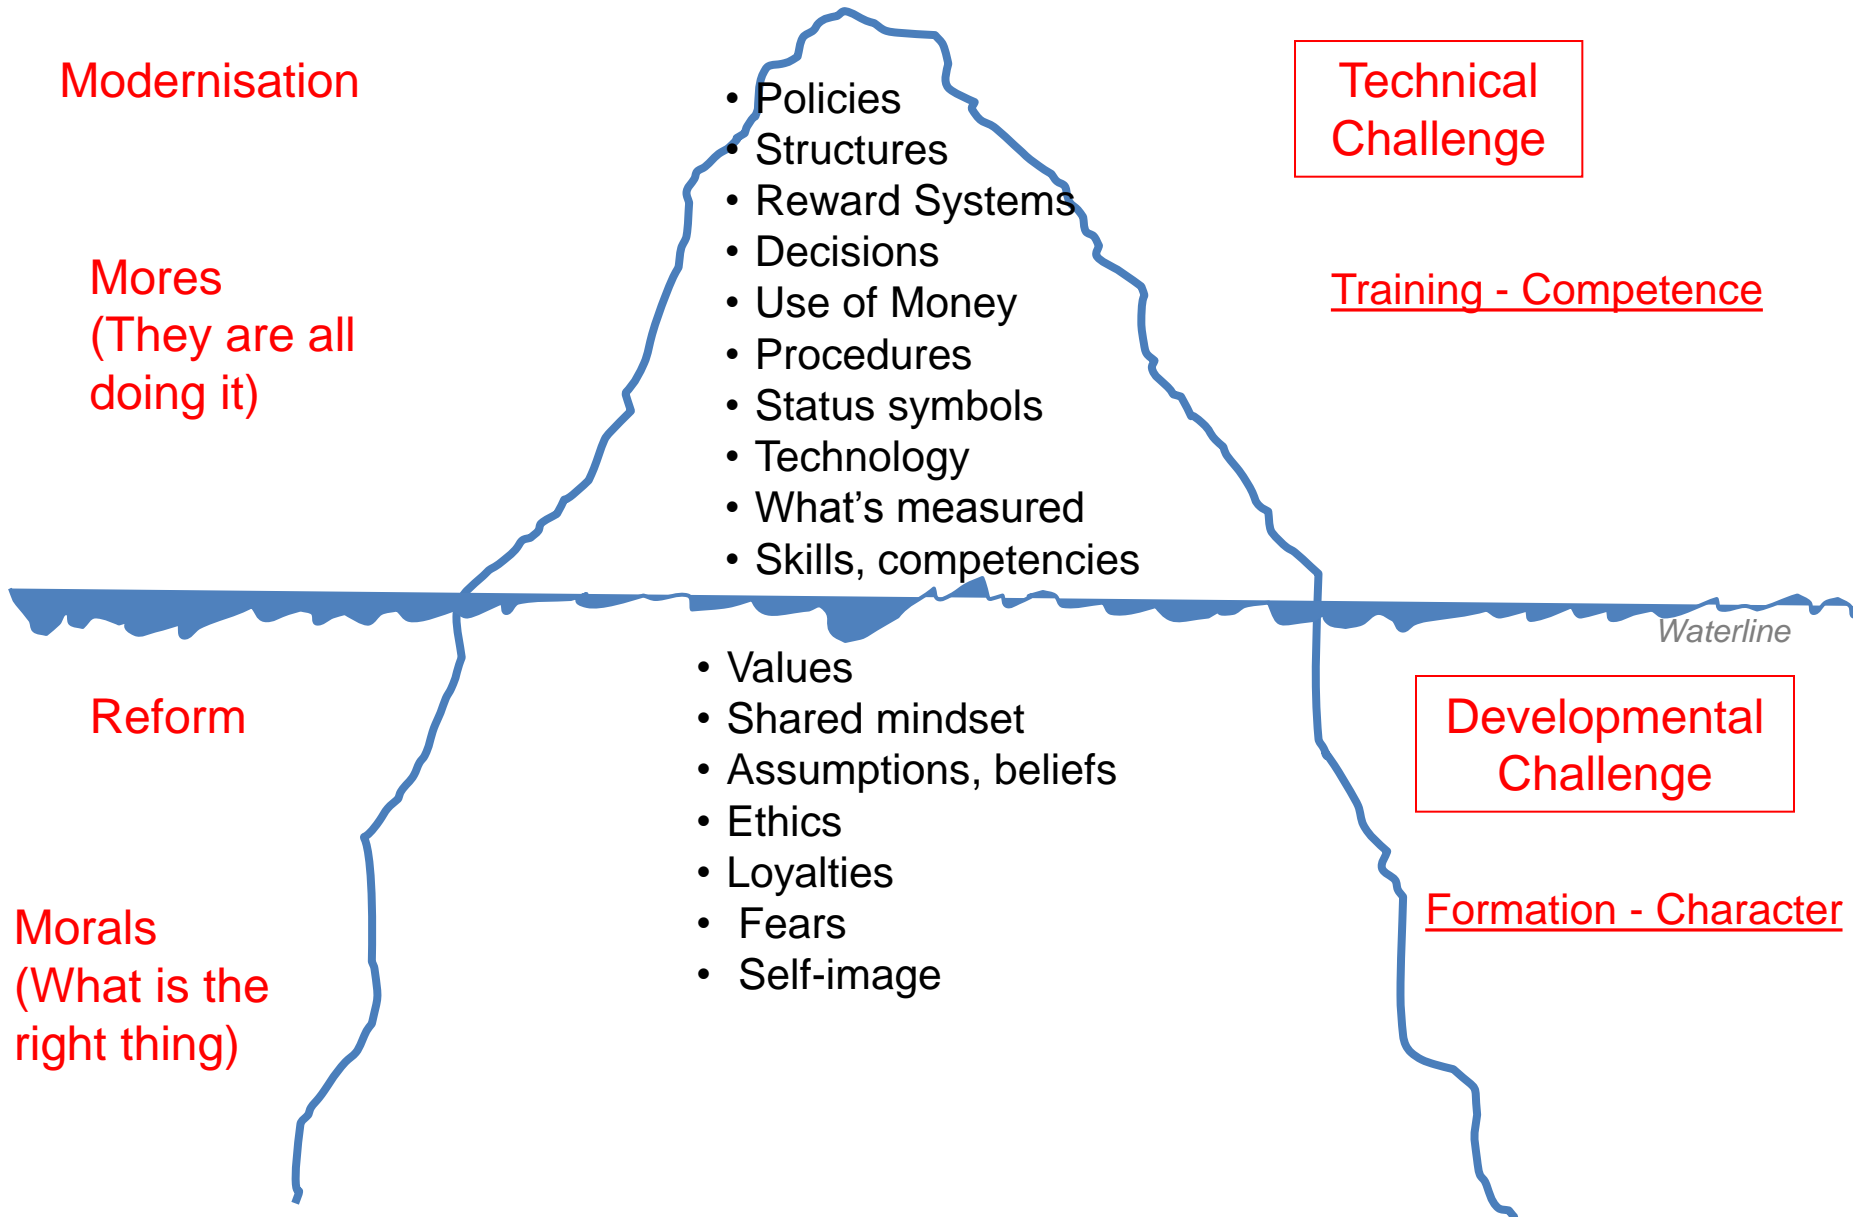 Modernisation
Technical
Challenge
• Policies
• Structures
• Reward Systems
• Decisions
• Use of Money
• Procedures
• Status symbols
• Technology
• What’s measured
• Skills, competencies
Mores
(They are all
doing it)
Training - Competence
Waterline
Reform
Developmental
Challenge
• Values
• Shared mindset
• Assumptions, beliefs
• Ethics
• Loyalties
• Fears
• Self-image
Morals
(What is the
right thing)
Formation - Character